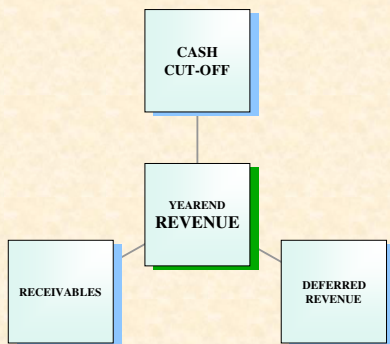 CASH
CUT-OFF
YEAREND
REVENUE
RECEIVABLES
DEFERRED
REVENUE